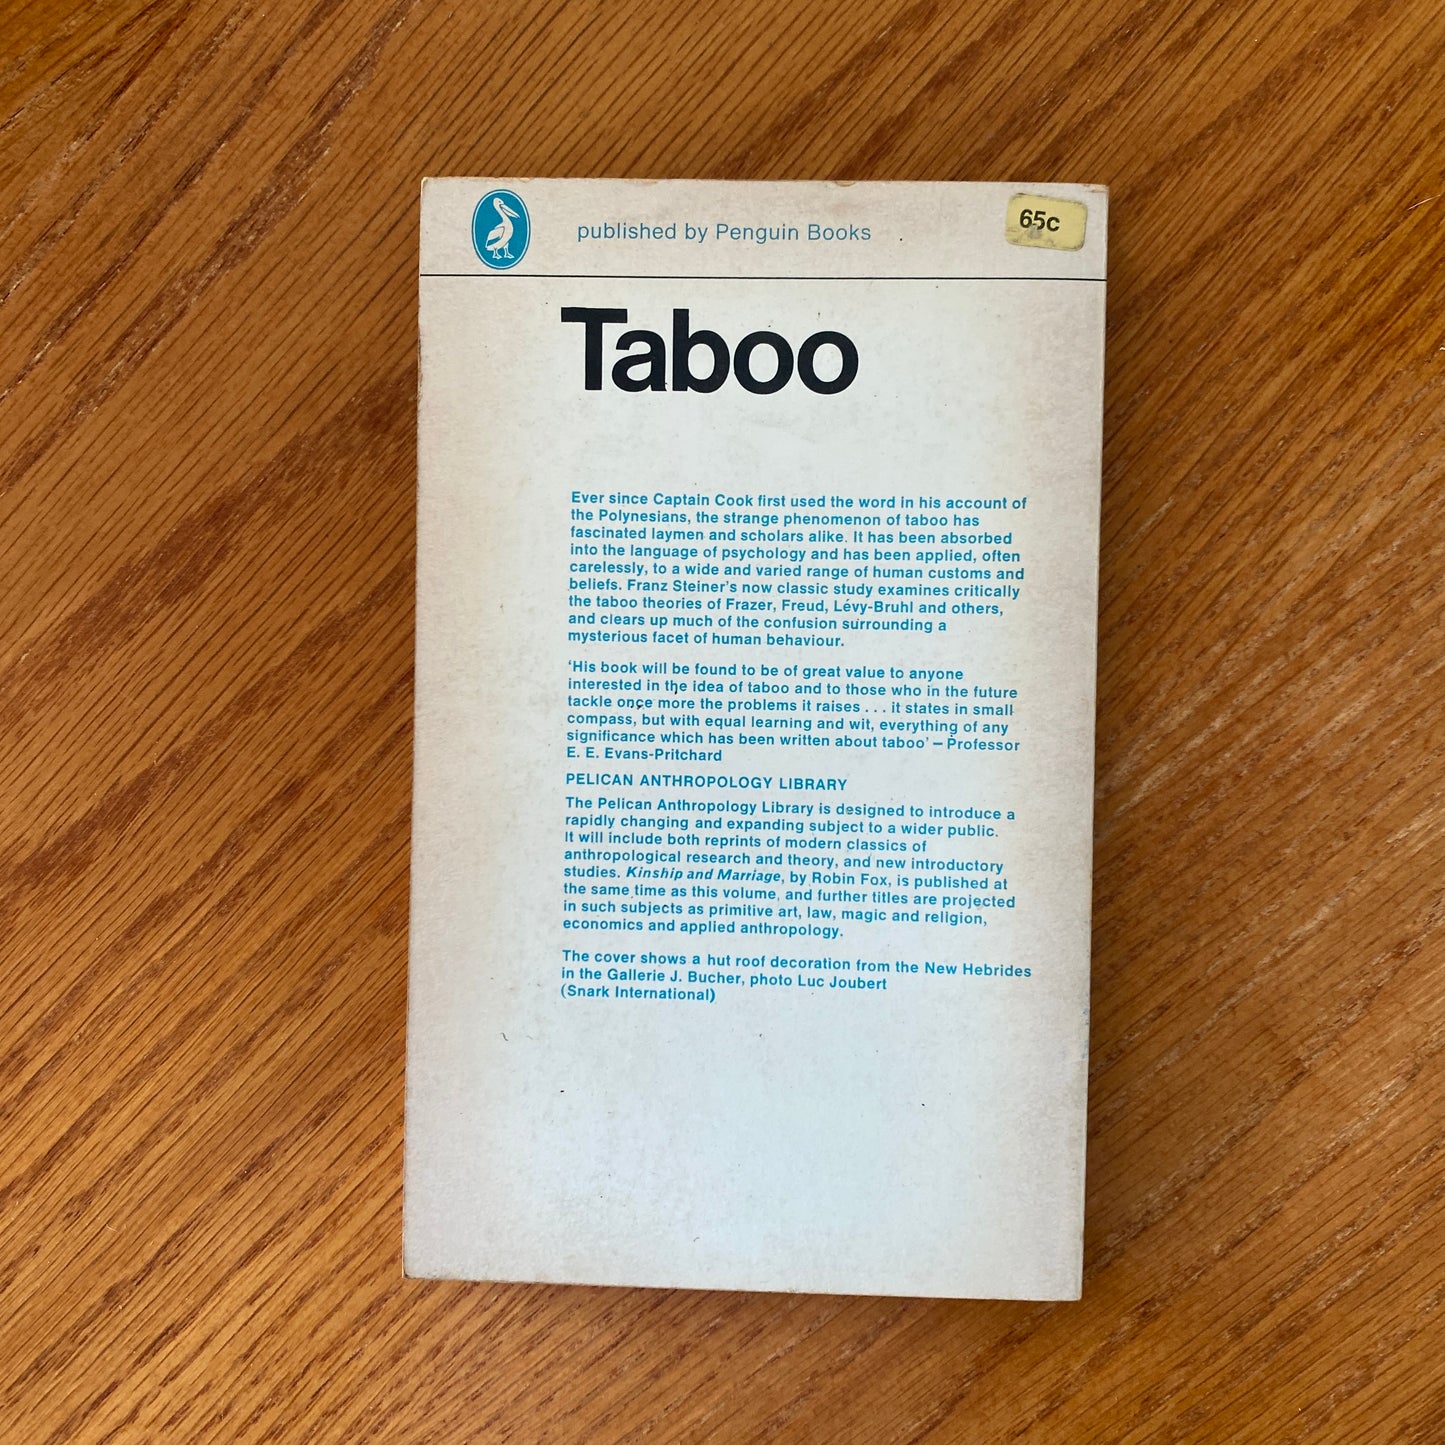 published by Penguin Books
65c
Taboo
Ever since Captain Cook first used the word in his account of
the Polynesians, the strange phenomenon of taboo has
fascinated laymen and scholars alike. It has been absorbed
into the language of psychology and has been applied, often
carelessly, to a wide and varied range of human customs and
beliefs. Franz Steiner's now classic study examines critically
the taboo theories of Frazer, Freud, Lévy-Bruhl and others,
and clears up much of the confusion surrounding a
mysterious facet of human behaviour.
‘His book will be found to be of great value to anyone
interested in the idea of taboo and to those who in the future
tackle once more the problems it raises . . . it states in small
compass, but with equal learning and wit, everything of any
significance which has been written about taboo’ – Professor
E. E. Evans-Pritchard
PELICAN ANTHROPOLOGY LIBRARY
The Pelican Anthropology Library is designed to introduce a
rapidly changing and expanding subject to a wider public.
It will include both reprints of modern classics of
anthropological research and theory, and new introductory
studies. Kinship and Marriage, by Robin Fox, is published at
the same time as this volume, and further titles are projected
in such subjects as primitive art, law, magic and religion,
economics and applied anthropology.
The cover shows a hut roof decoration from the New Hebrides
in the Gallerie J. Bucher, photo Luc Joubert
(Snark International)